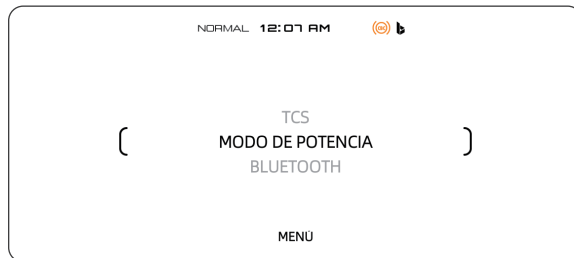 NORMAL 12:07 AM
TCS
MODO DE POTENCIA
BLUETOOTH
MENÚ